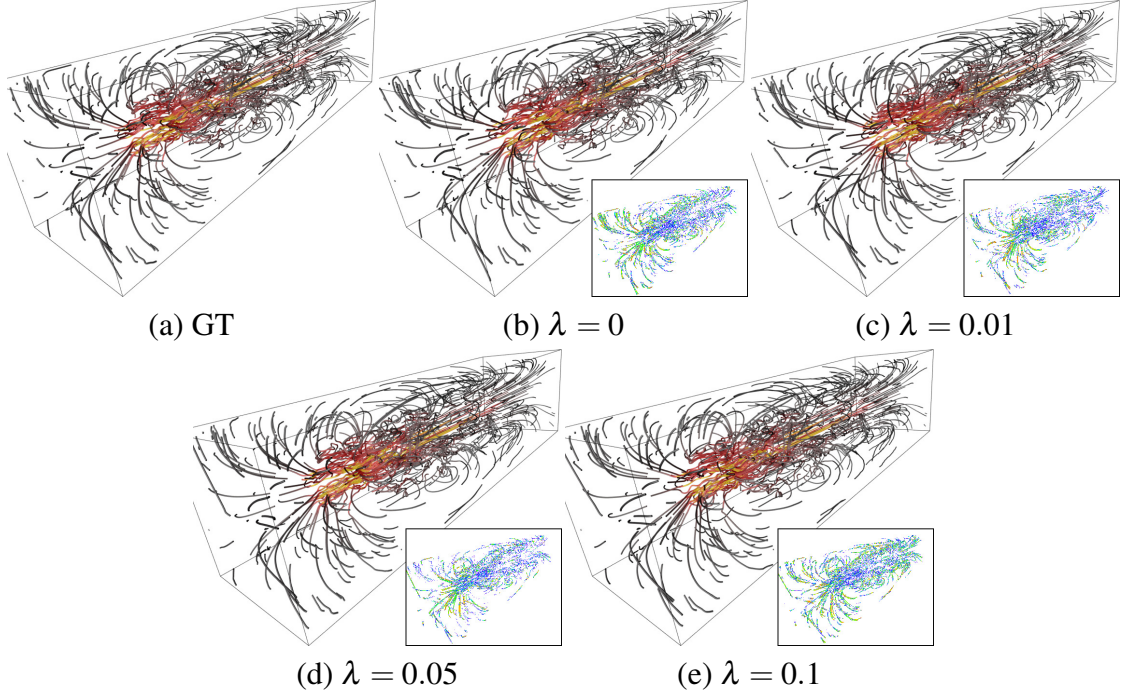 (a) GT
(b) λ = 0
(c) λ = 0.01
(d) λ = 0.05
(e) λ = 0.1